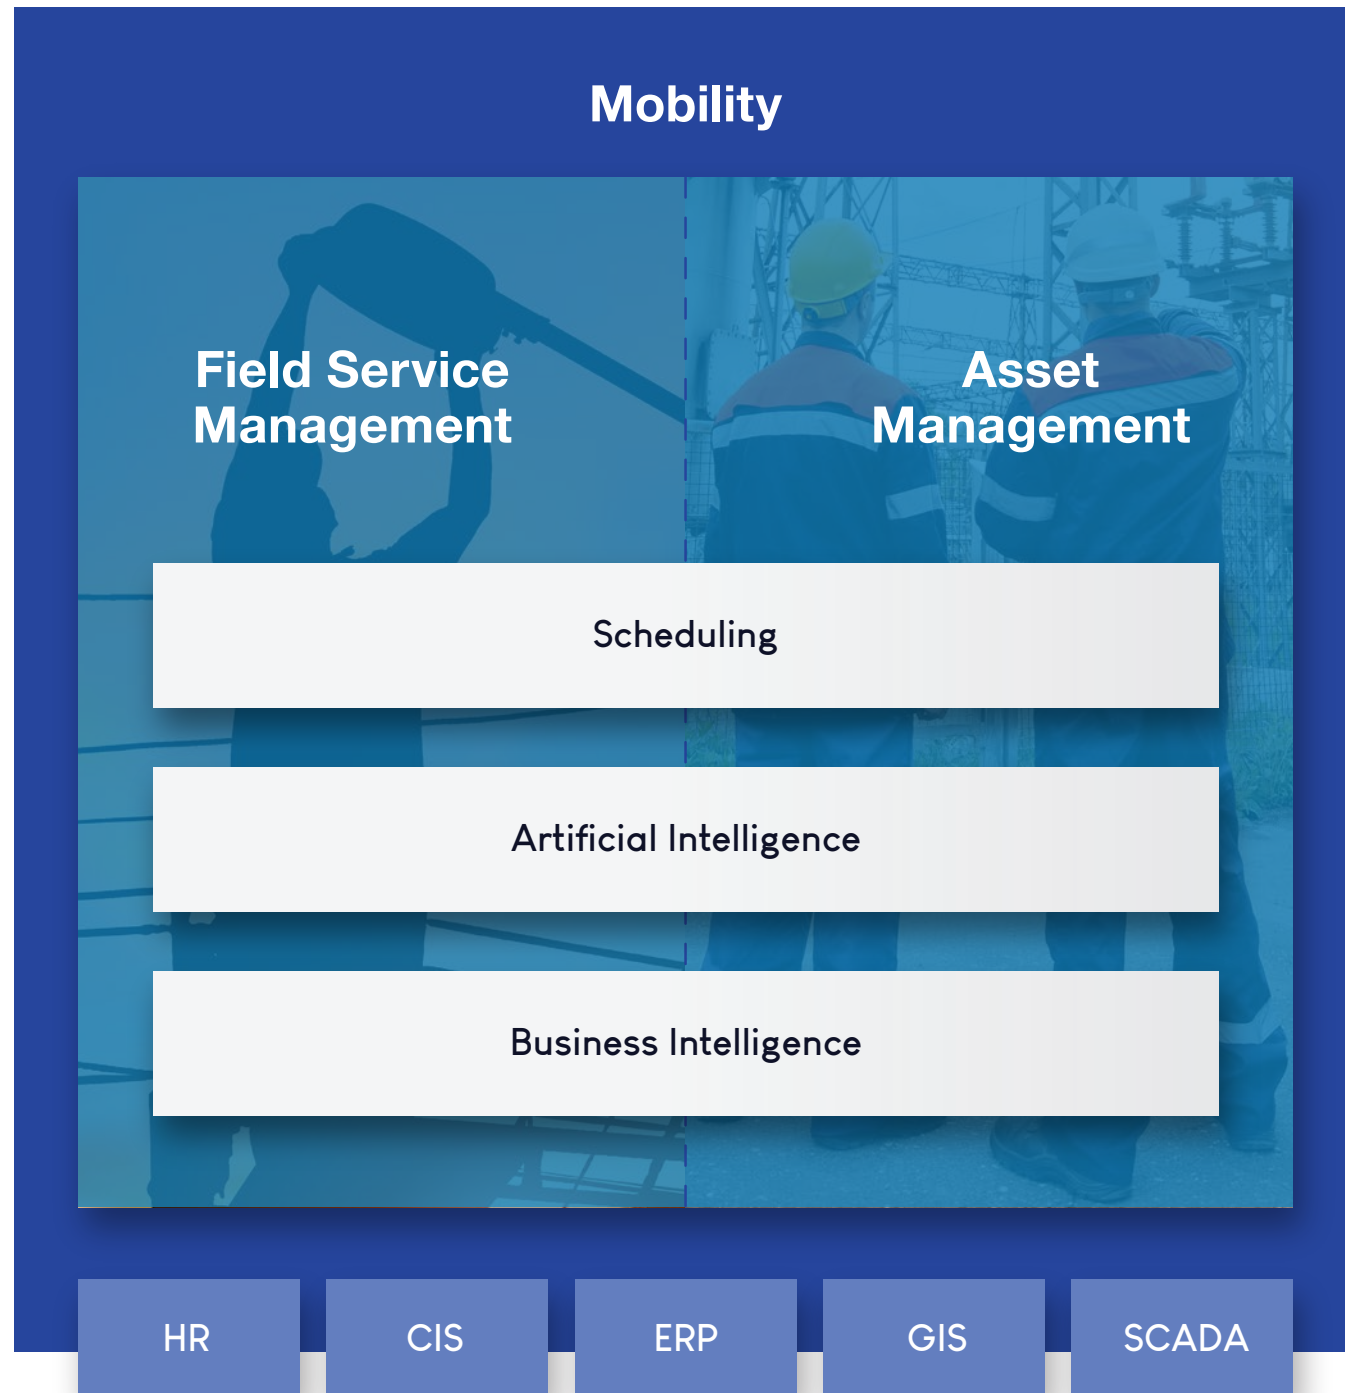 Mobility
Field Service
Management
Asset
Management
Scheduling
Artificial Intelligence
Business Intelligence
HR
CIS
ERP
GIS
SCADA